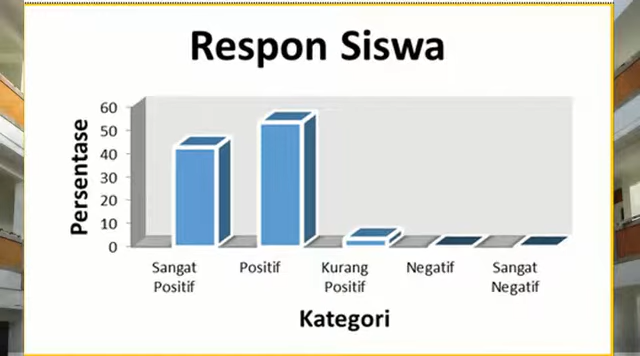 Respon Siswa
Persentase
60
50
40
30
20
10
0
Sangat Positif
Positif
Kurang Positif
Negatif
Sangat Negatif
Kategori